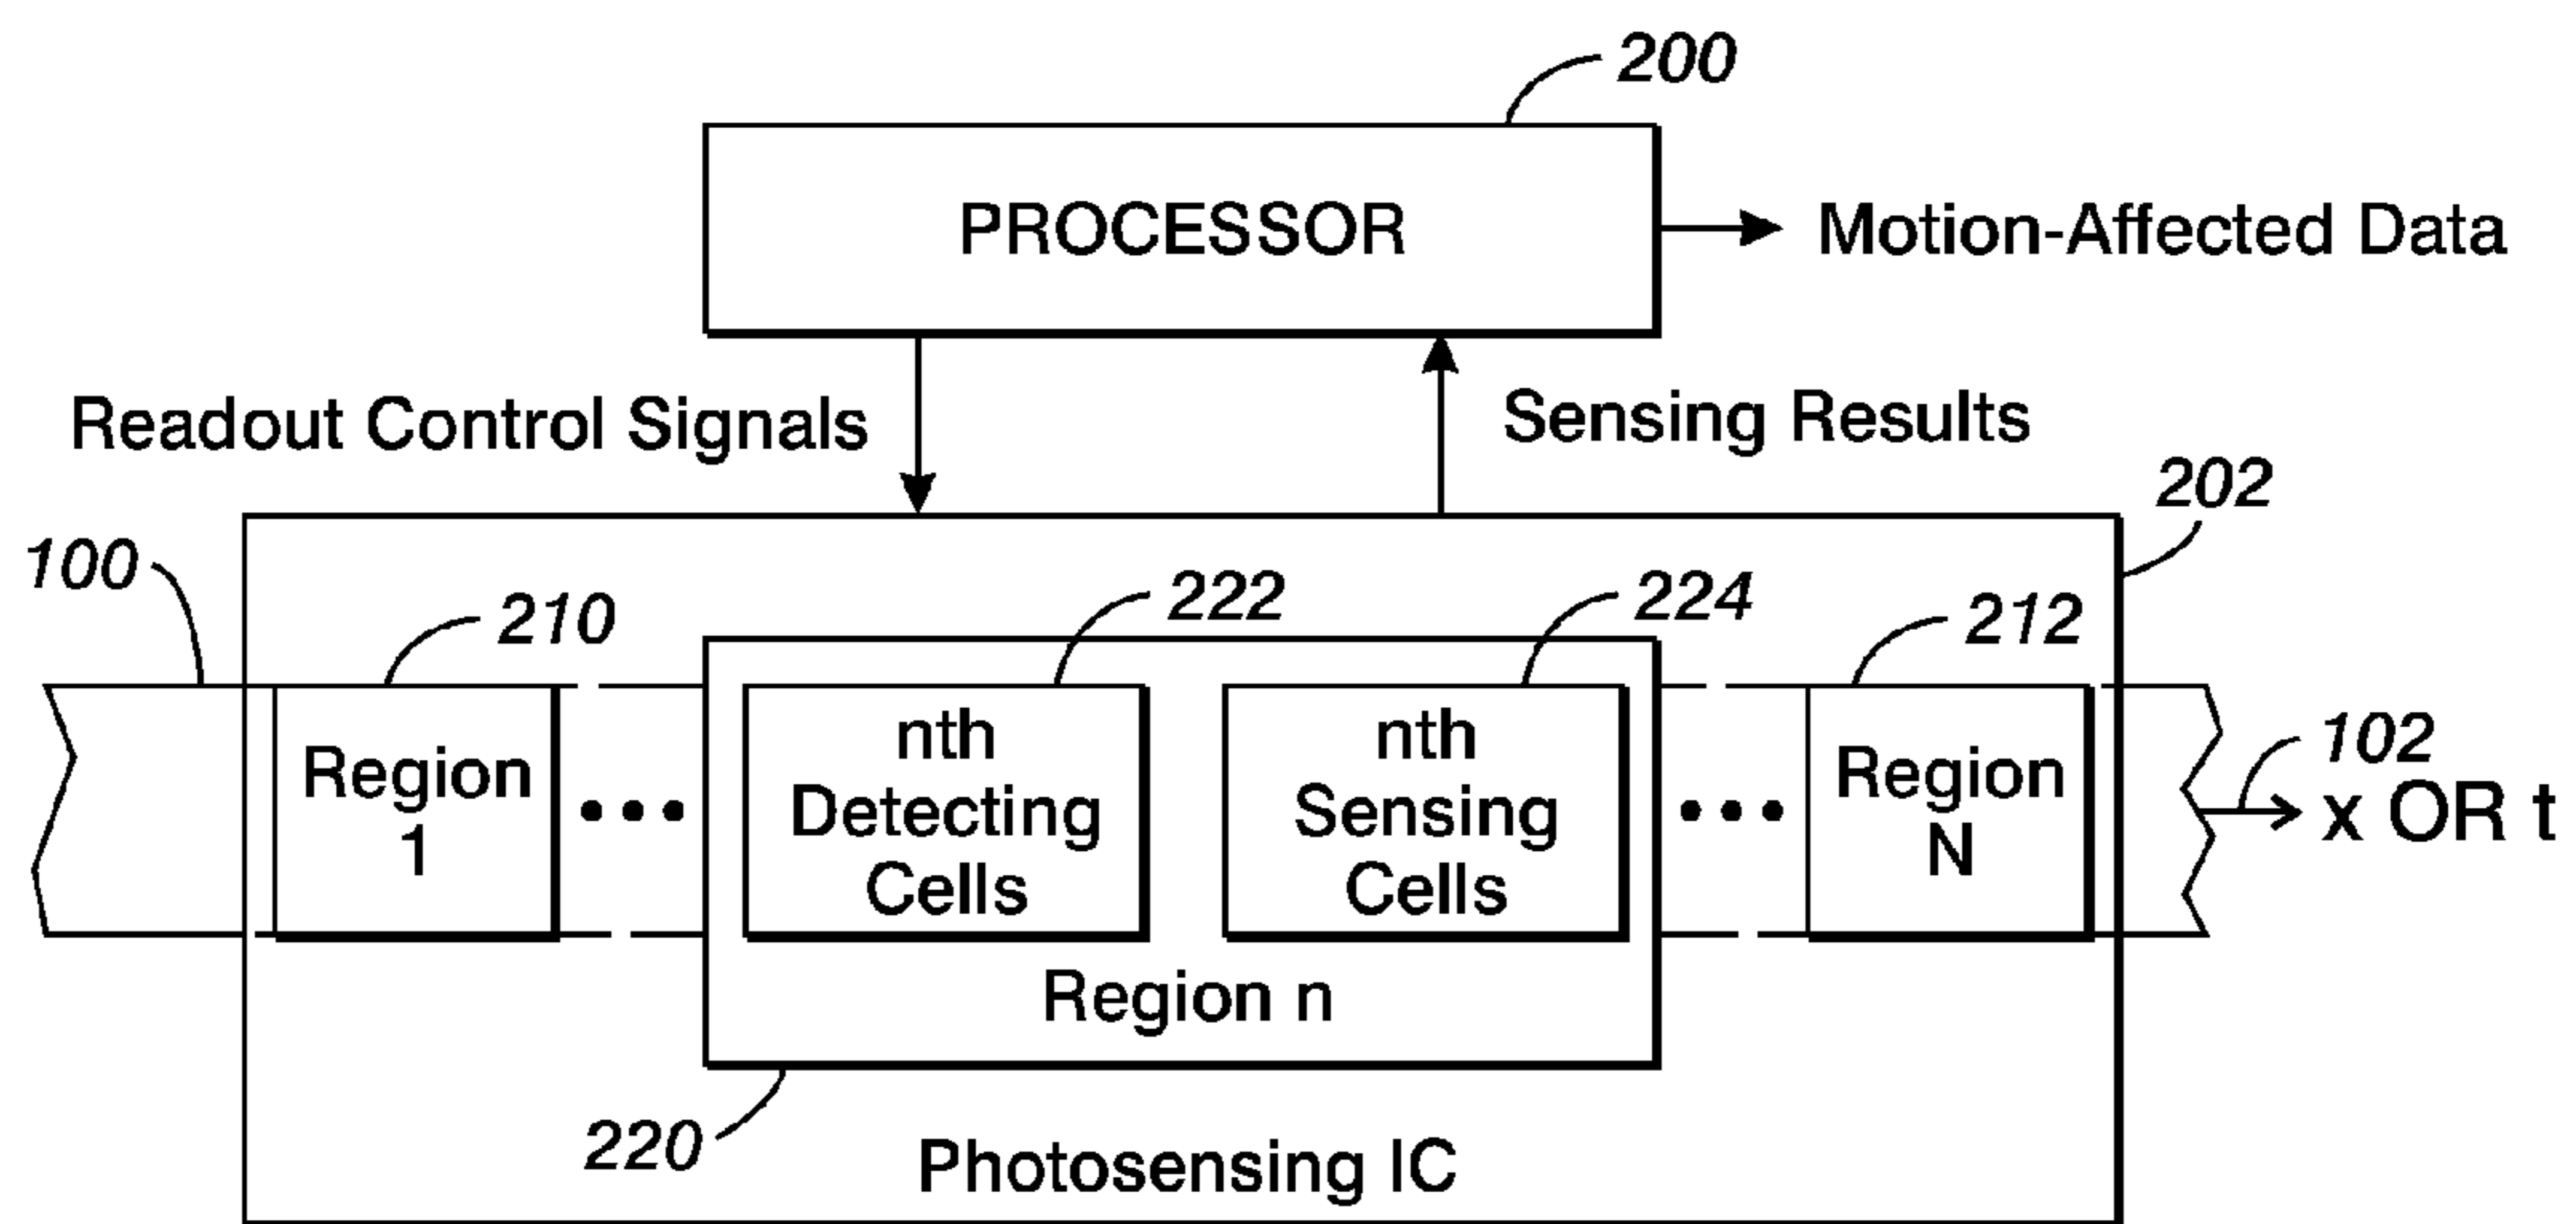 200
PROCESSOR
Motion-Affected Data
Readout Control Signals
Sensing Results
202
100
210
222
224
212
Region
1
nth
Detecting
Cells
nth
Sensing
Cells
Region
N
102
x OR t
Region n
220
Photosensing IC